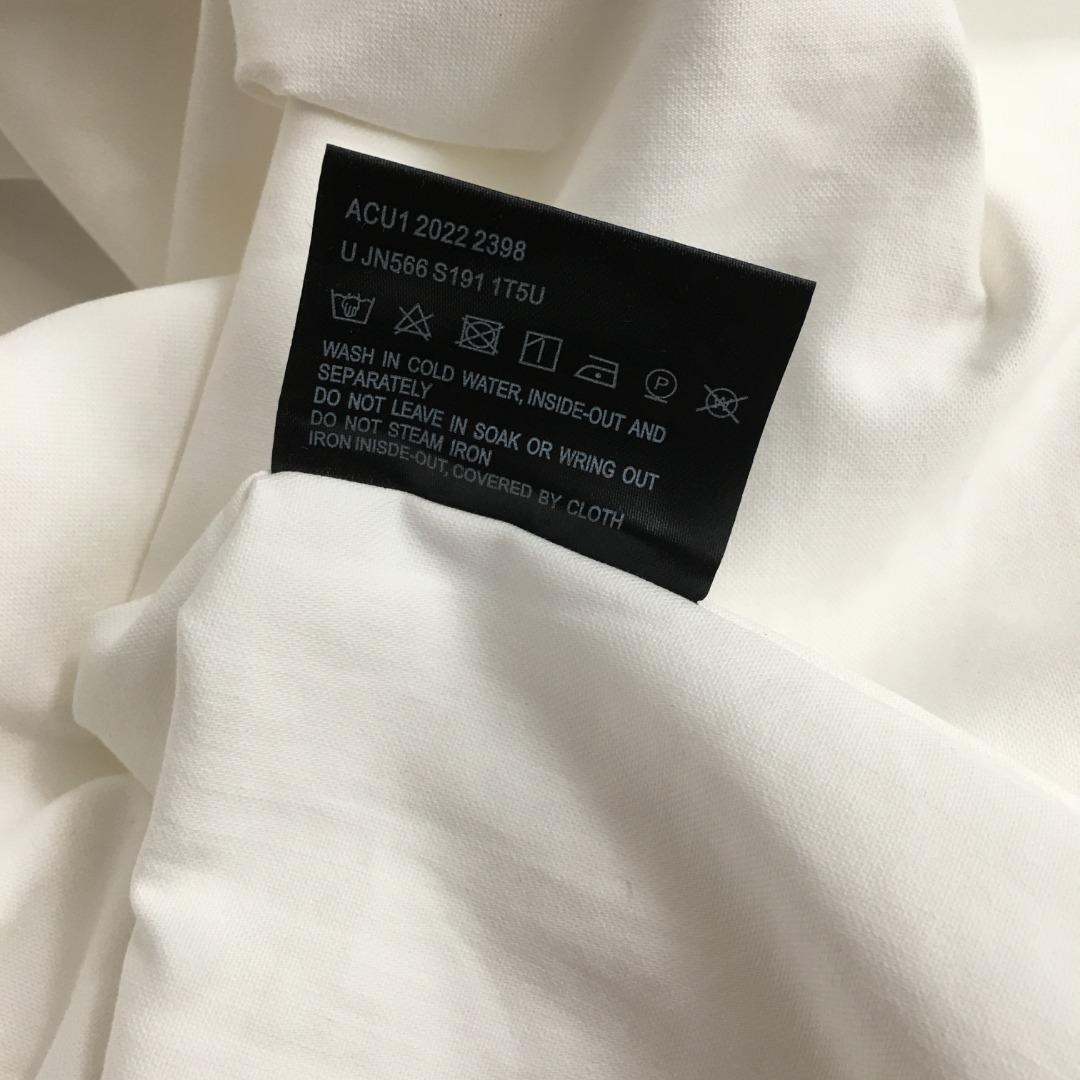 ACU1 2022 2398
U JN566 S191 1T5U
P
W
WASH IN COLD WATER, INSIDE-OUT AND
SEPARATELY
DO NOT LEAVE IN SOAK OR WRING OUT
DO NOT STEAM IRON
IRON INISDE-OUT, COVERED BY CLOTH